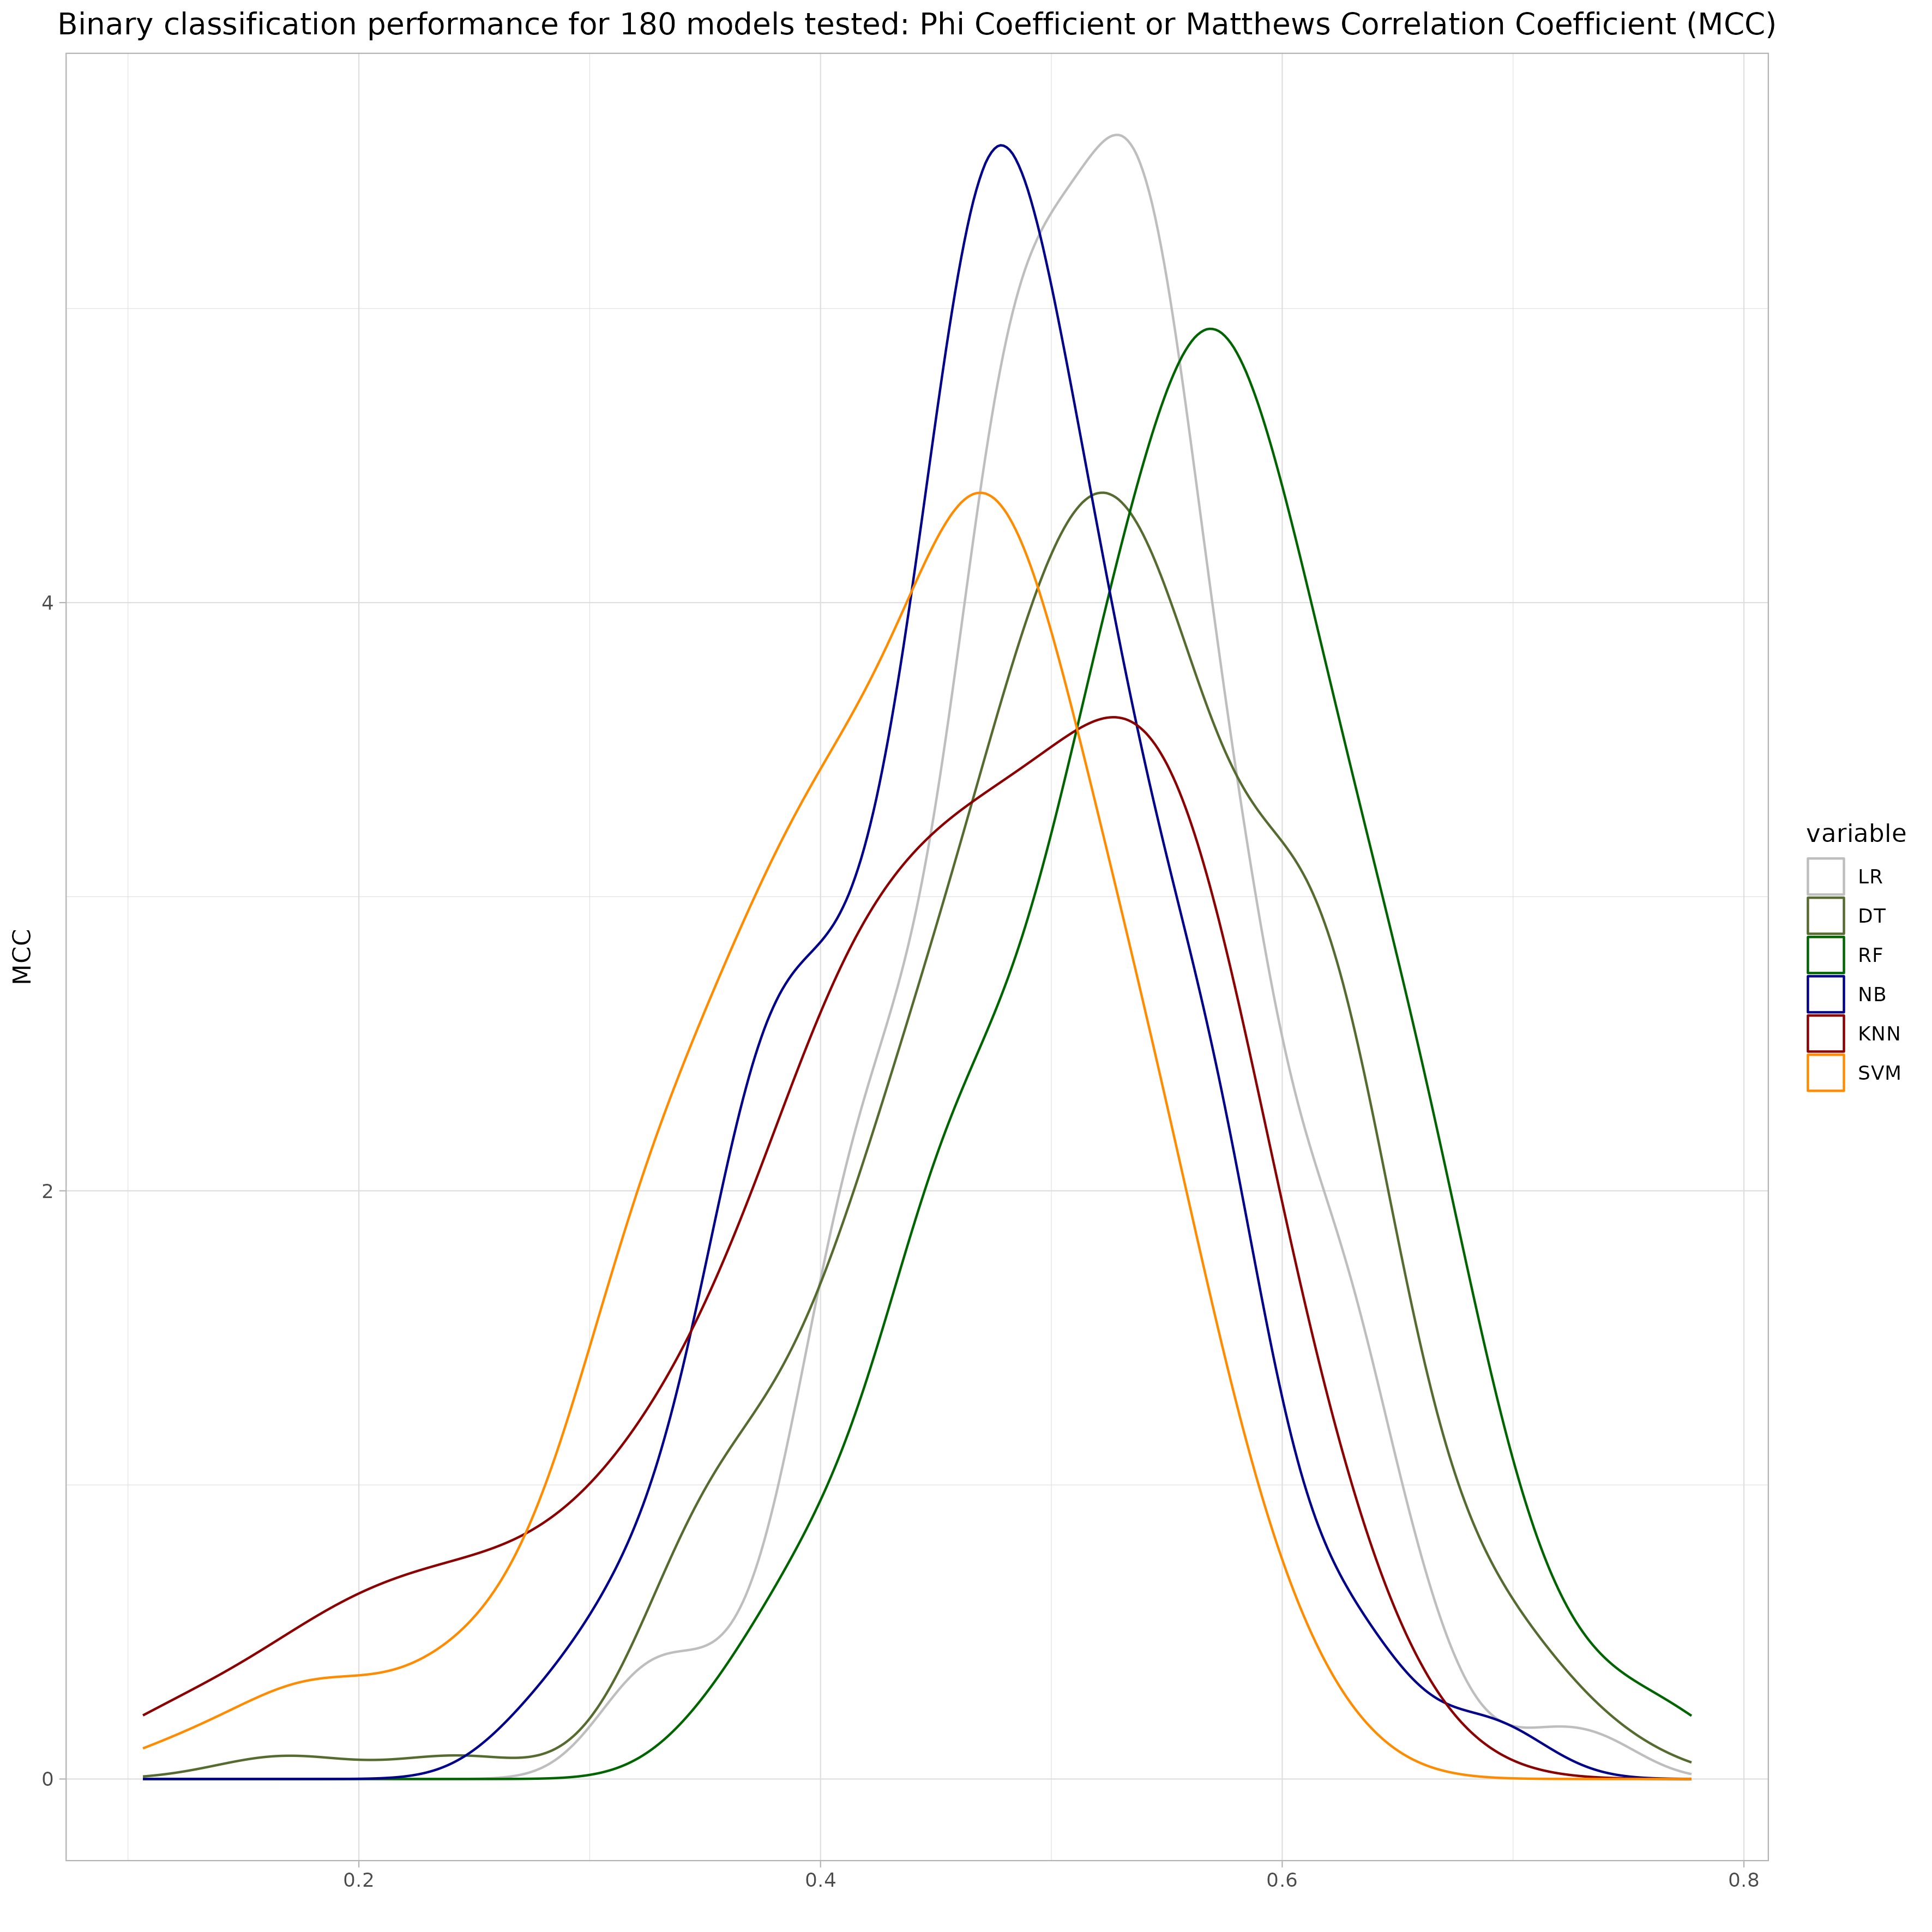 Binary classification performance for 180 models tested: Phi Coefficient or Matthews Correlation Coefficient (MCC)
MCC
4
2
0
0.2 0.4 0.6 0.8
variable
LR
DT
RF
NB
KNN
SVM